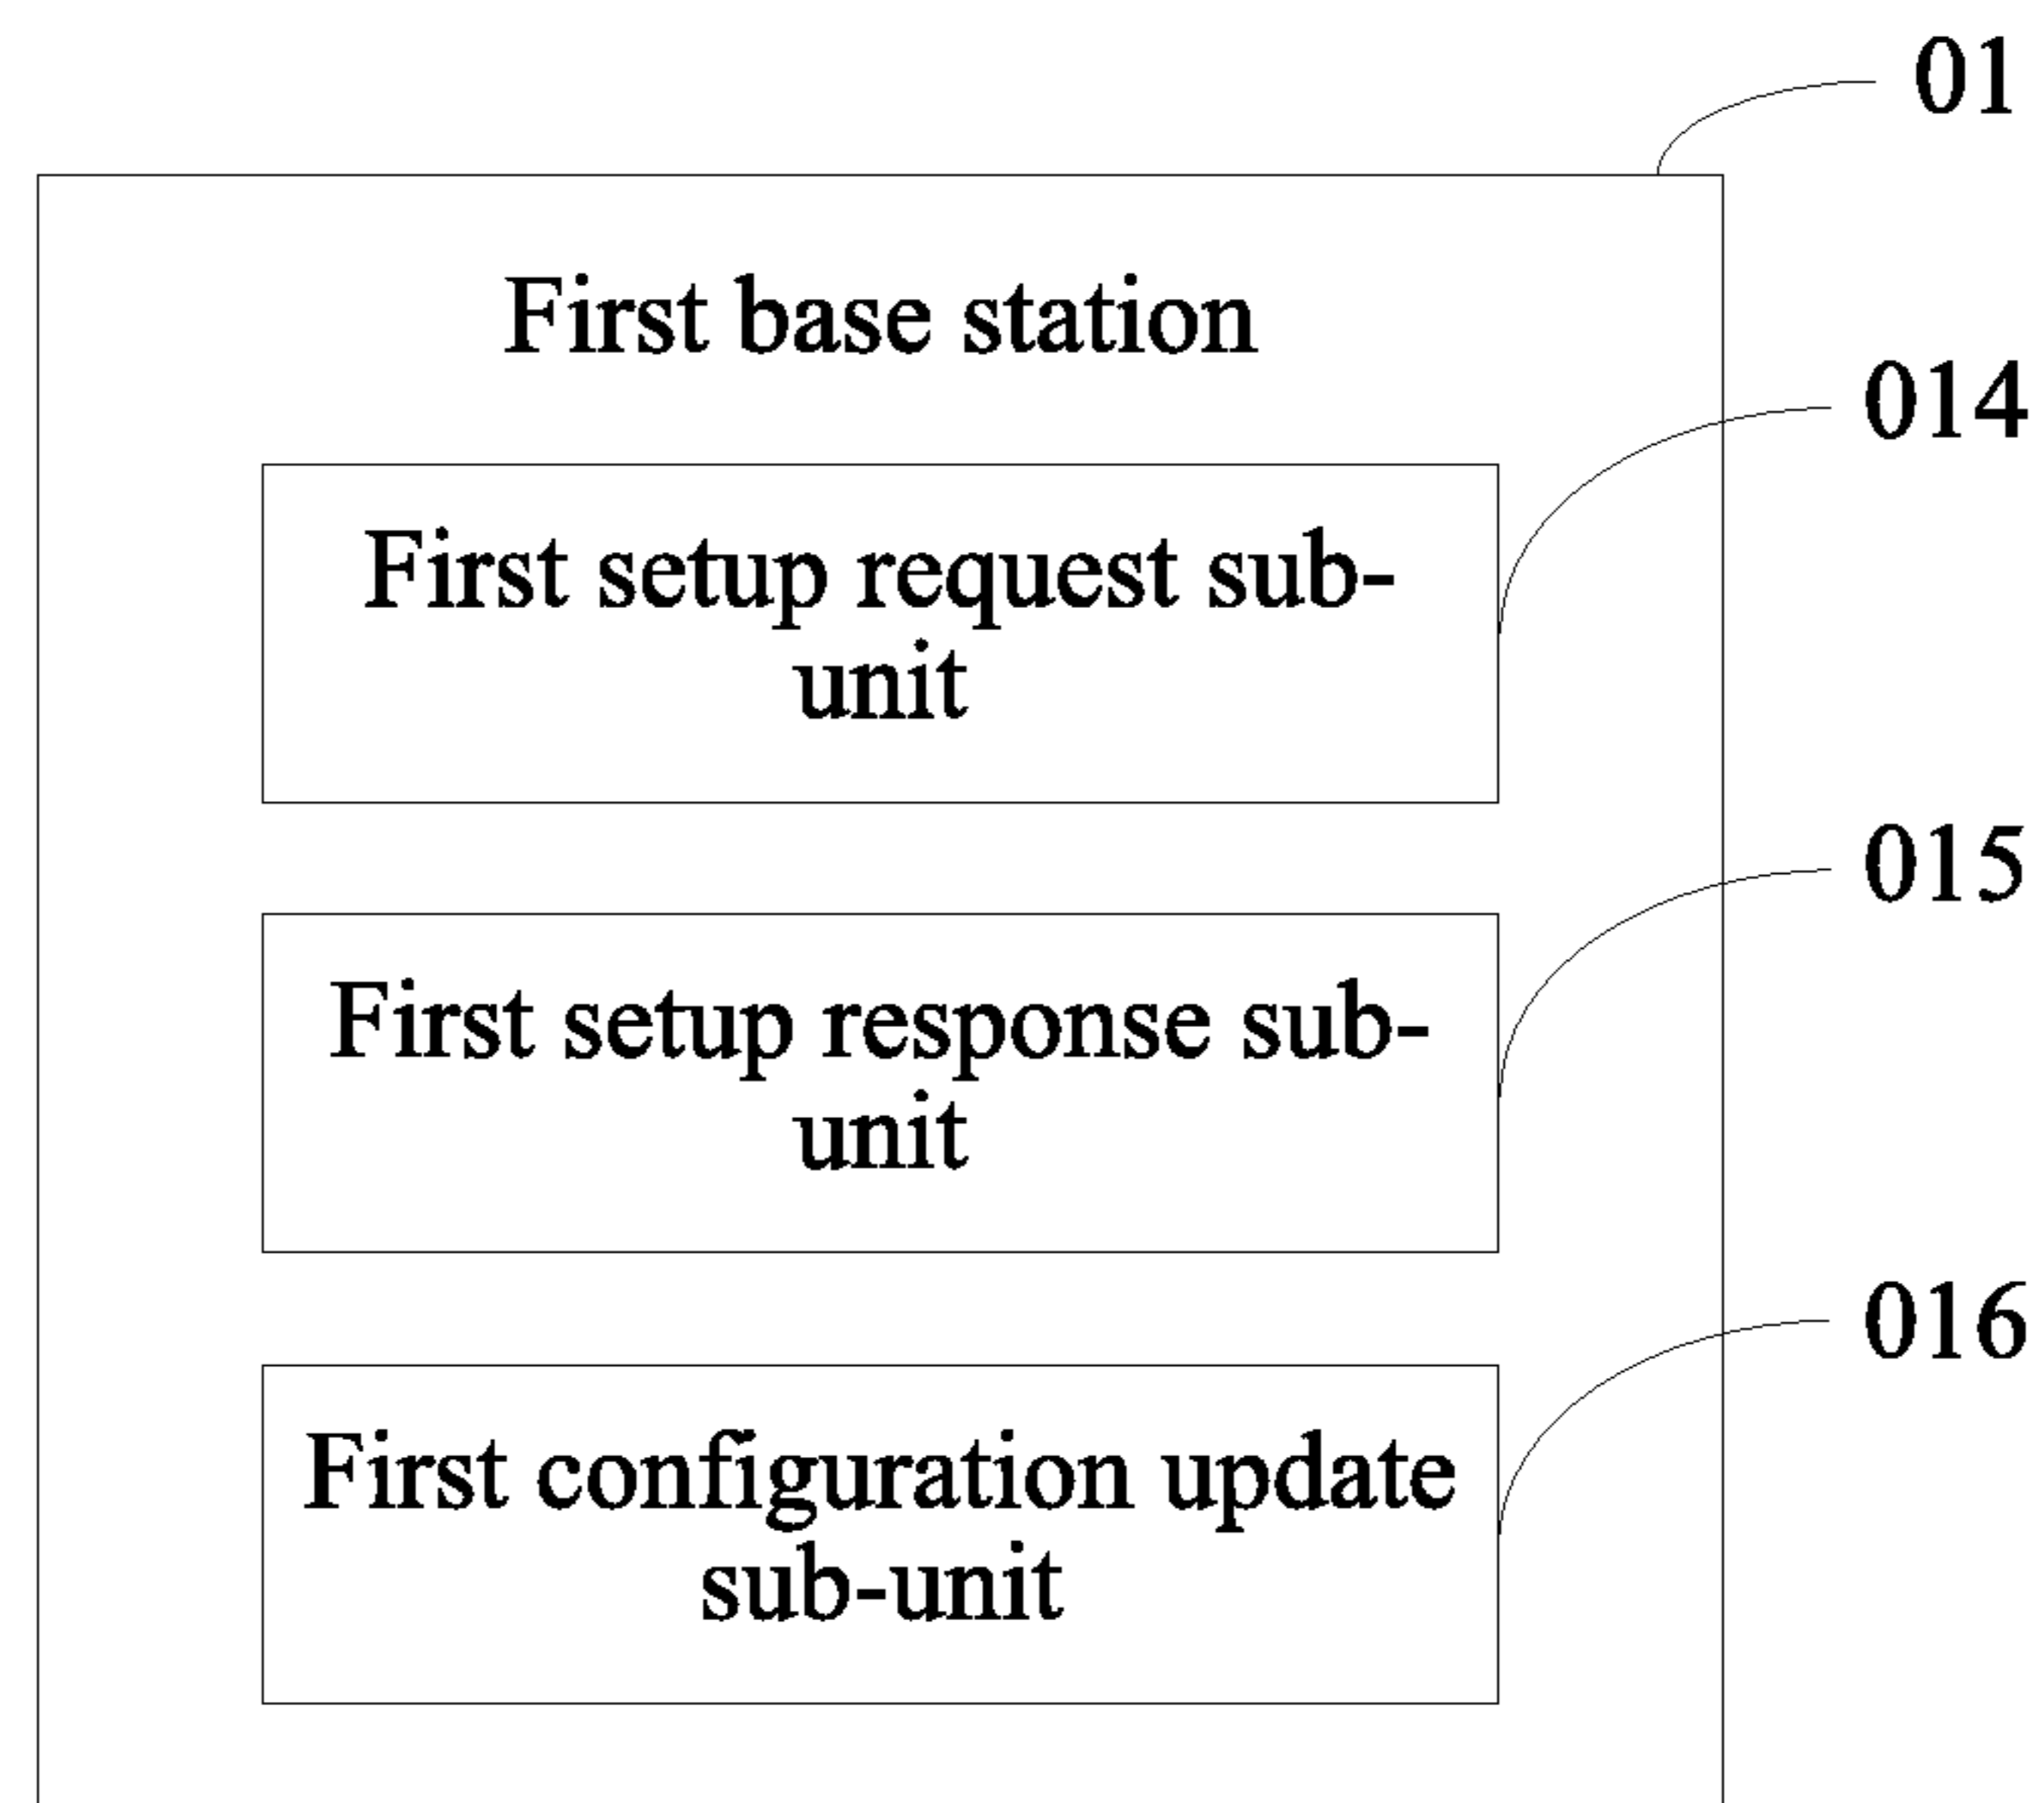 01
First base station
014
First setup request sub-
unit
015
First setup response sub-
unit
016
First configuration update
sub-unit